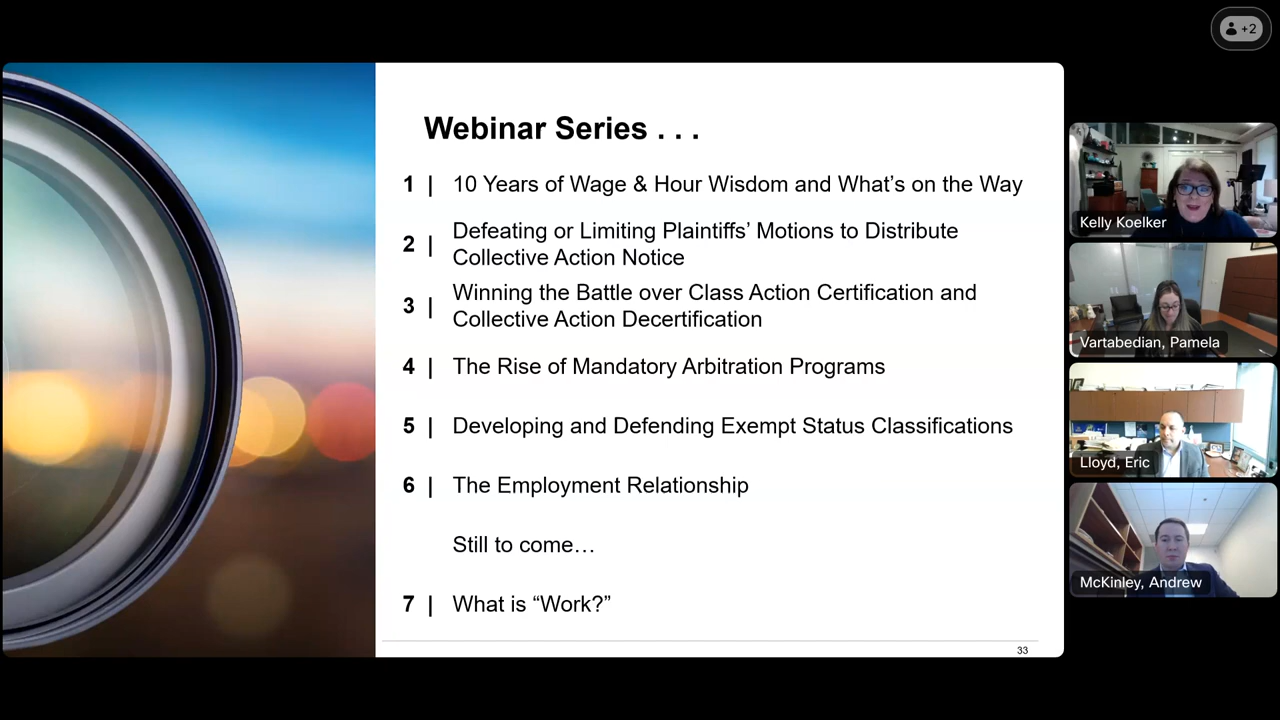 +2
Webinar Series . . .
1 | 10 Years of Wage & Hour Wisdom and What’s on the Way
2 | Defeating or Limiting Plaintiffs’ Motions to Distribute
Collective Action Notice
3 | Winning the Battle over Class Action Certification and
Collective Action Decertification
4 | The Rise of Mandatory Arbitration Programs
5 | Developing and Defending Exempt Status Classifications
6 | The Employment Relationship
Still to come…
7 | What is “Work?”
33
Kelly Koelker
Vartabedian, Pamela
Lloyd, Eric
McKinley, Andrew